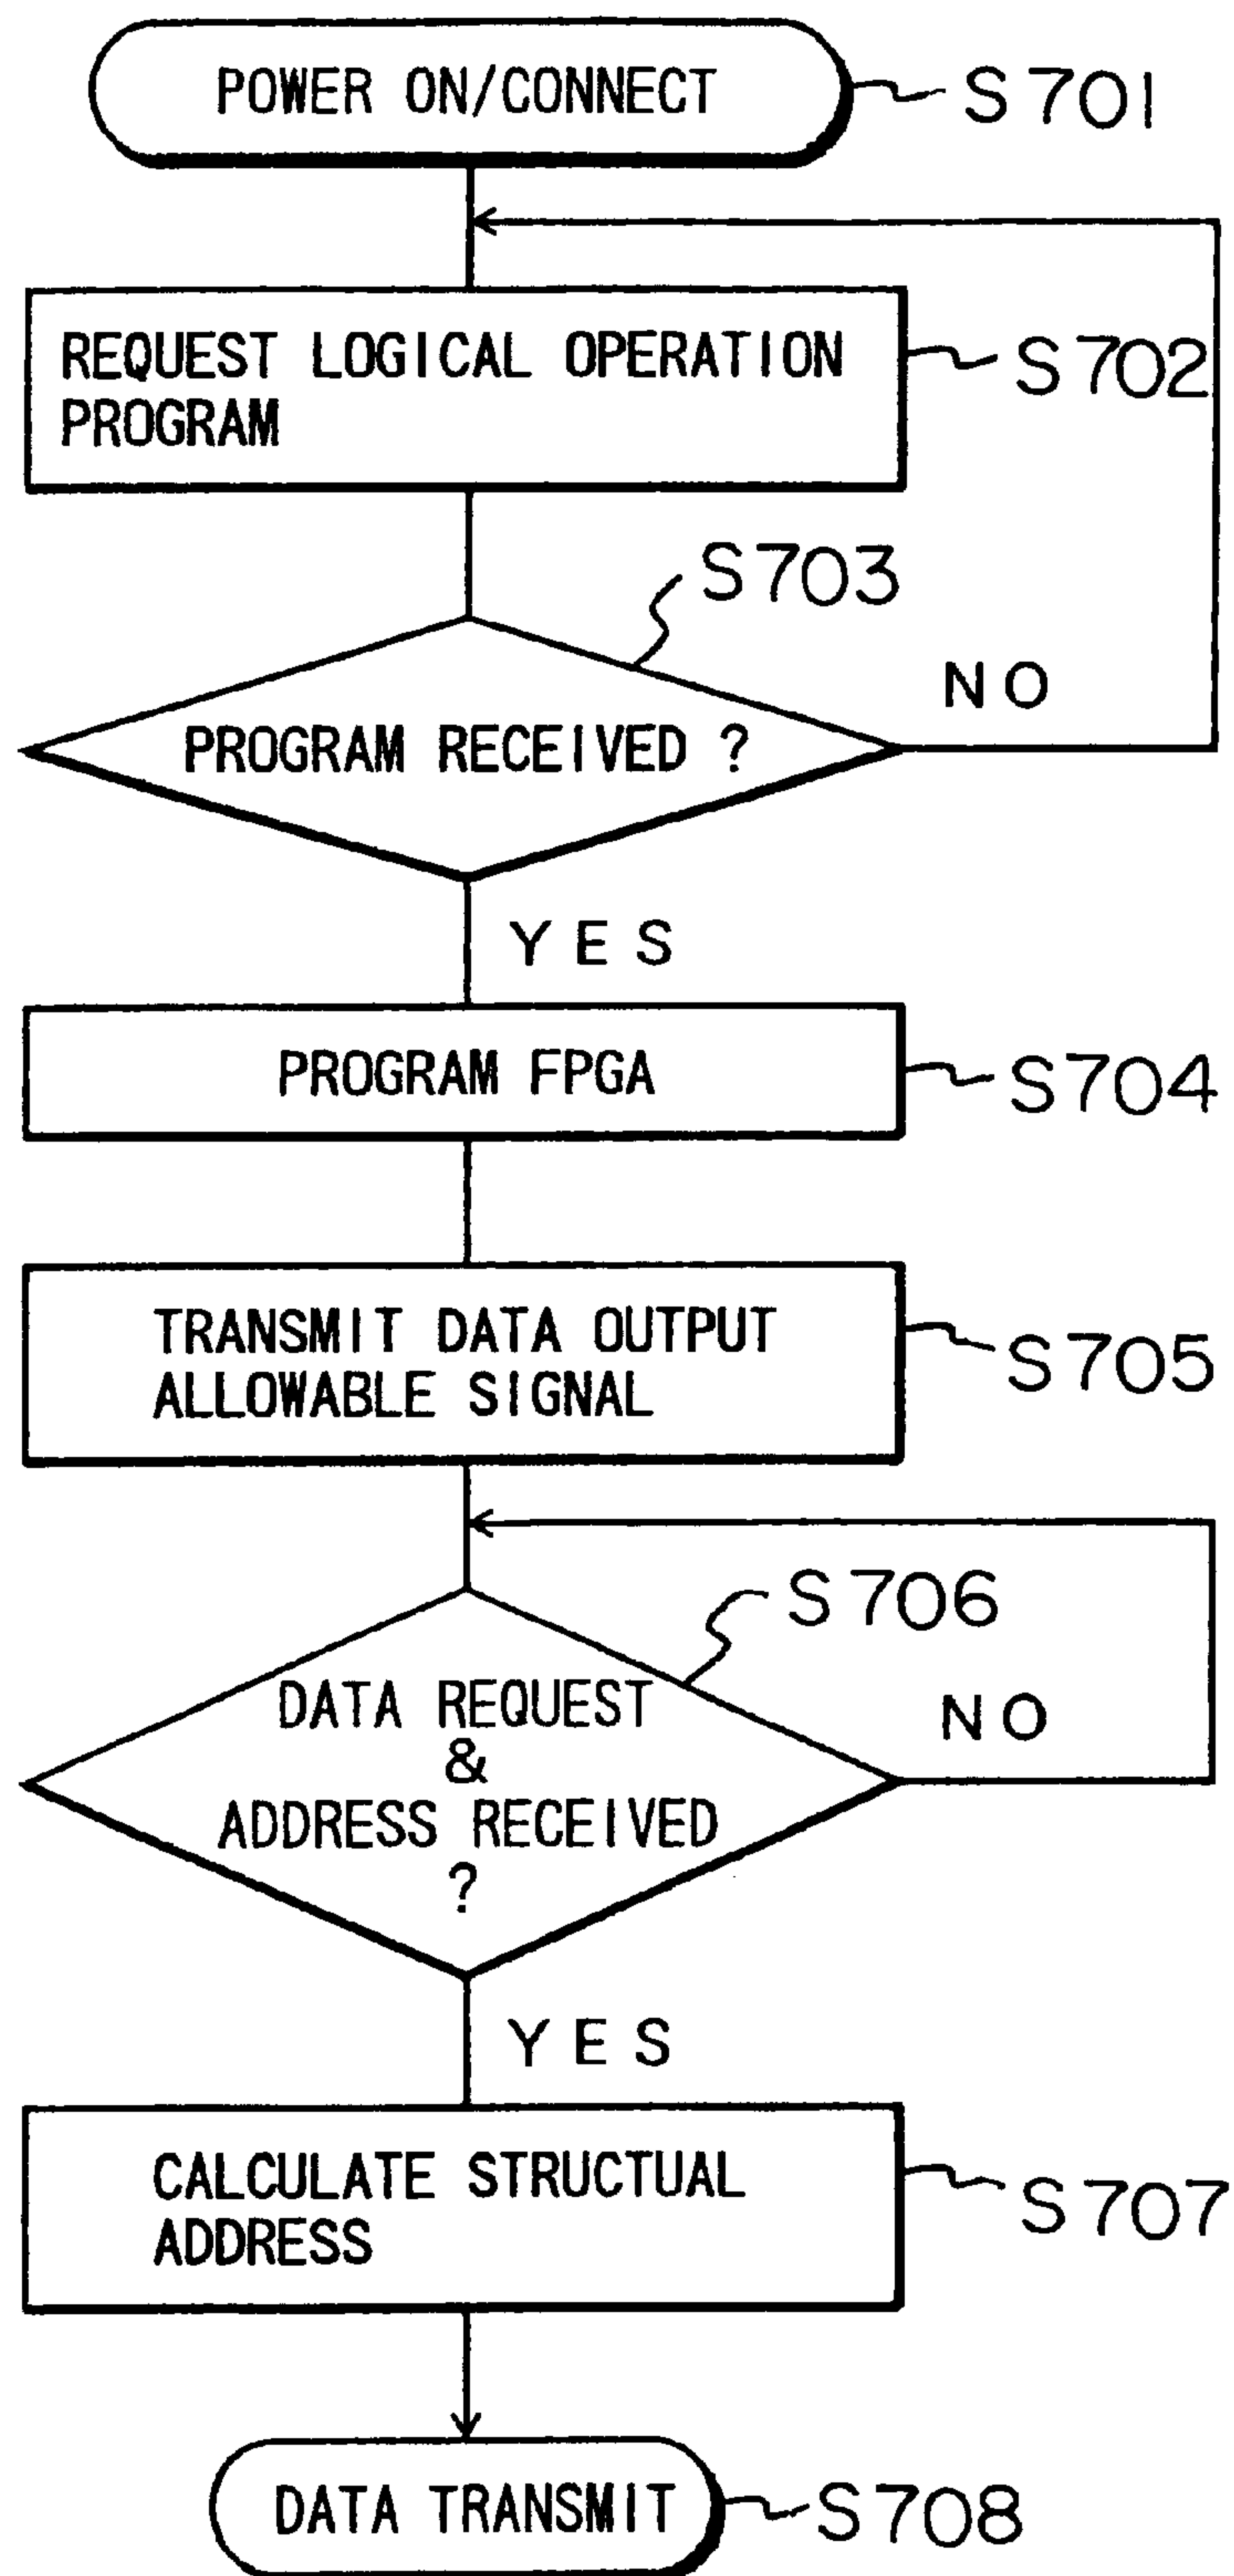 POWER ON/CONNECT
S701
REQUEST LOGICAL OPERATION
PROGRAM
S702
S703
PROGRAM RECEIVED ?
NO
YES
PROGRAM FPGA
S704
TRANSMIT DATA OUTPUT
ALLOWABLE SIGNAL
S705
S706
DATA REQUEST
&
ADDRESS RECEIVED
?
NO
YES
CALCULATE STRUCTUAL
ADDRESS
S707
DATA TRANSMIT
S708